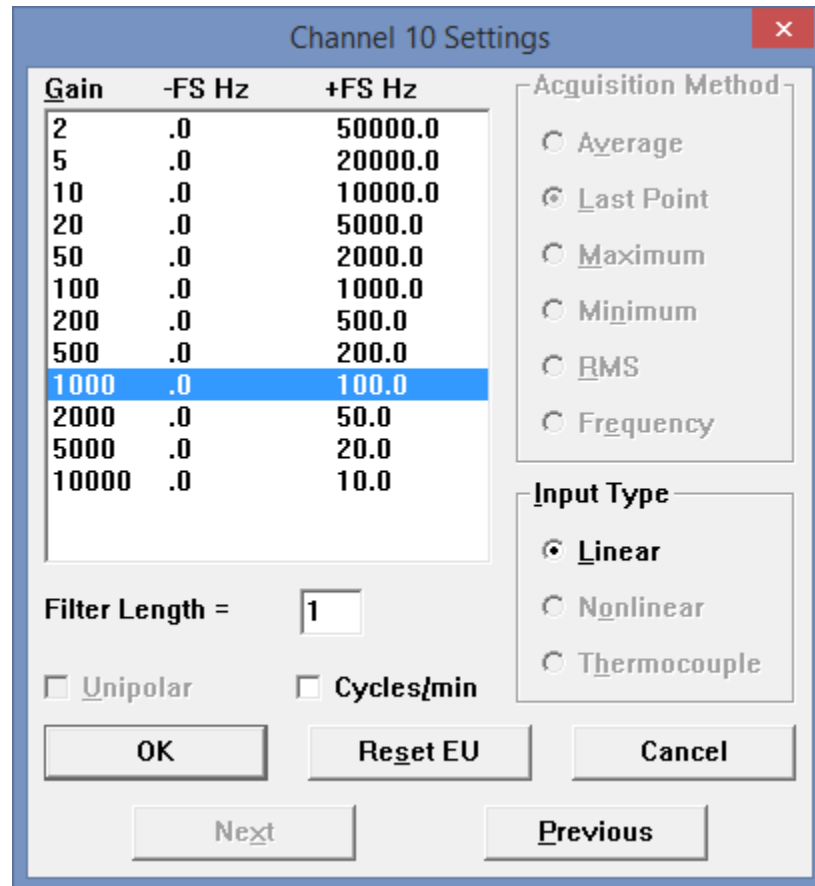 Channel 10 Settings
Gain -FS Hz +FS Hz
2 .0 50000.0
5 .0 20000.0
10 .0 10000.0
20 .0 5000.0
50 .0 2000.0
100 .0 1000.0
200 .0 500.0
500 .0 200.0
1000 .0 100.0
2000 .0 50.0
5000 .0 20.0
10000 .0 10.0
Filter Length = 1
Unipolar
Cycles/min
Acquisition Method
Average
Last Point
Maximum
Minimum
RMS
Frequency
Input Type
Linear
Nonlinear
Thermocouple
OK Reset EU Cancel
Next Previous